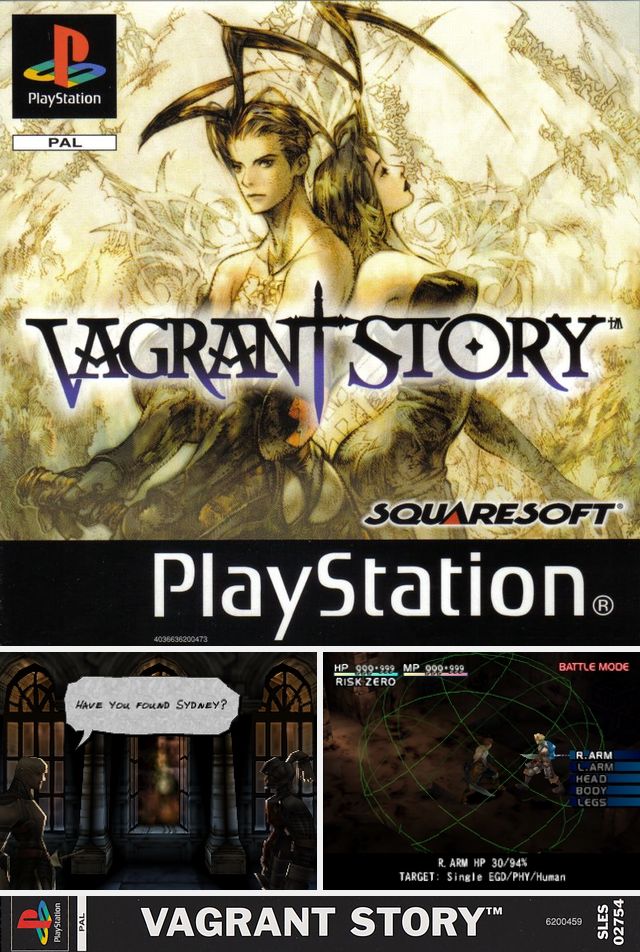 PlayStation
PAL
VAGRANT STORY™
SQUARESOFT®
PlayStation®
4036636200473
HAVE YOU FOUND SYDNEY?
HP 999/999 MP 999/999
BATTLE MODE
RISK:ZERO
R.ARM
L.ARM
HEAD
BODY
LEGS
R.ARM HP 30/94%
TARGET: Single EGD/PHY/Human
PlayStation
PAL
VAGRANT STORY™
6200459
SLES
02754